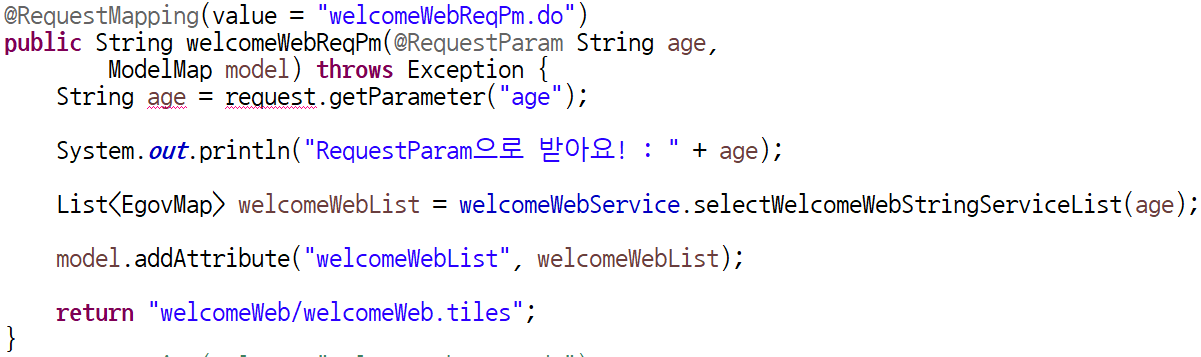 @RequestMapping(value = "welcomeWebReqPm.do")
public String welcomeWebReqPm(@RequestParam String age,
        ModelMap model) throws Exception {
    String age = request.getParameter("age");
    System.out.println("RequestParam으로 받아요! : " + age);
    List<EgovMap> welcomeWebList = welcomeWebService.selectWelcomeWebStringServiceList(age);
    model.addAttribute("welcomeWebList", welcomeWebList);
    return "welcomeWeb/welcomeWeb.tiles";
}